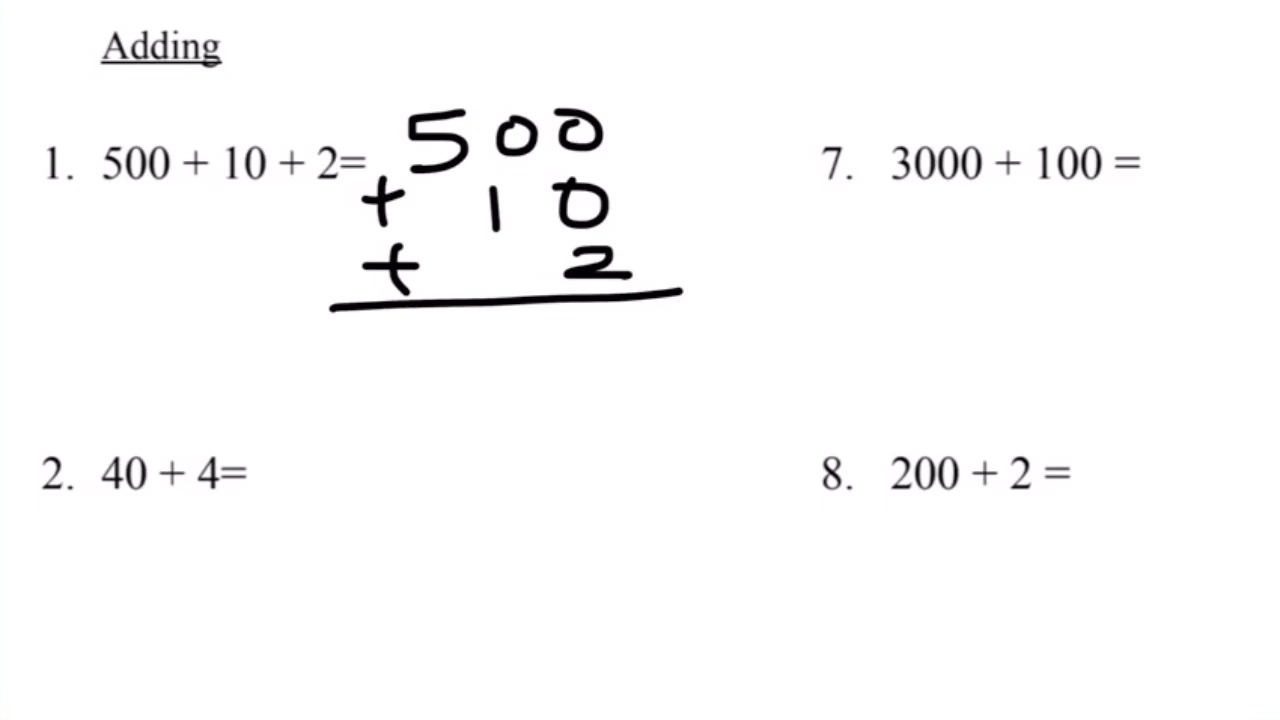 Adding
1. 500 + 10 + 2=
500
+ 10
+ 2
2. 40 + 4=
7. 3000 + 100 =
8. 200 + 2 =